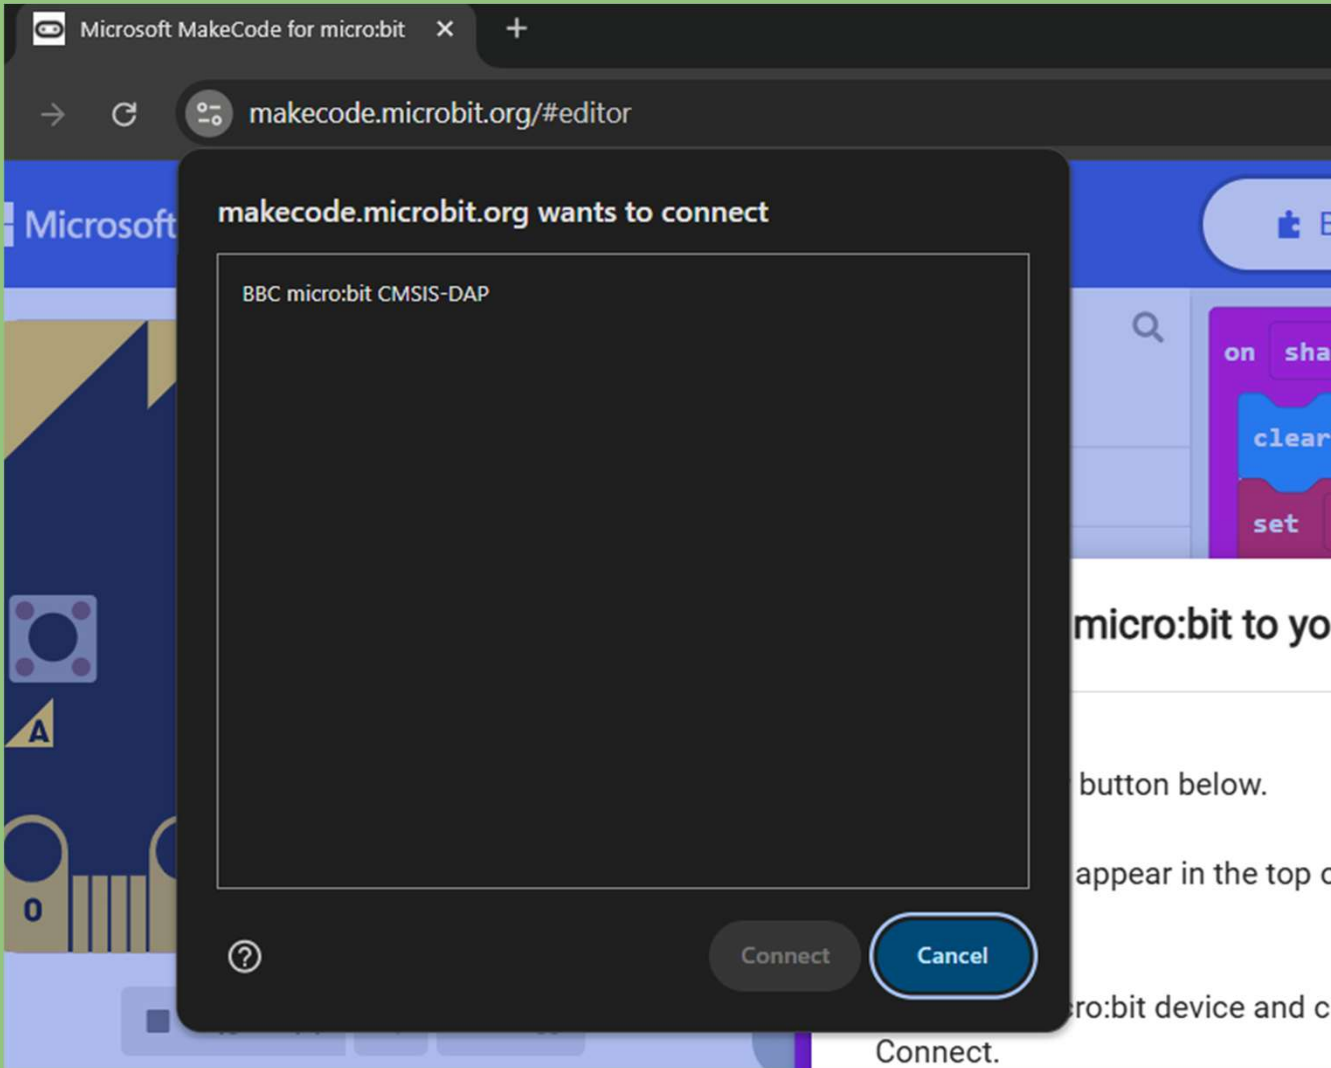 Microsoft MakeCode for micro:bit
makecode.microbit.org/#editor
Microsoft
makecode.microbit.org wants to connect
BBC micro:bit CMSIS-DAP
on sha
clear
set
micro:bit to yo
A
button below.
appear in the top
0
Connect Cancel
ro:bit device and c
Connect.